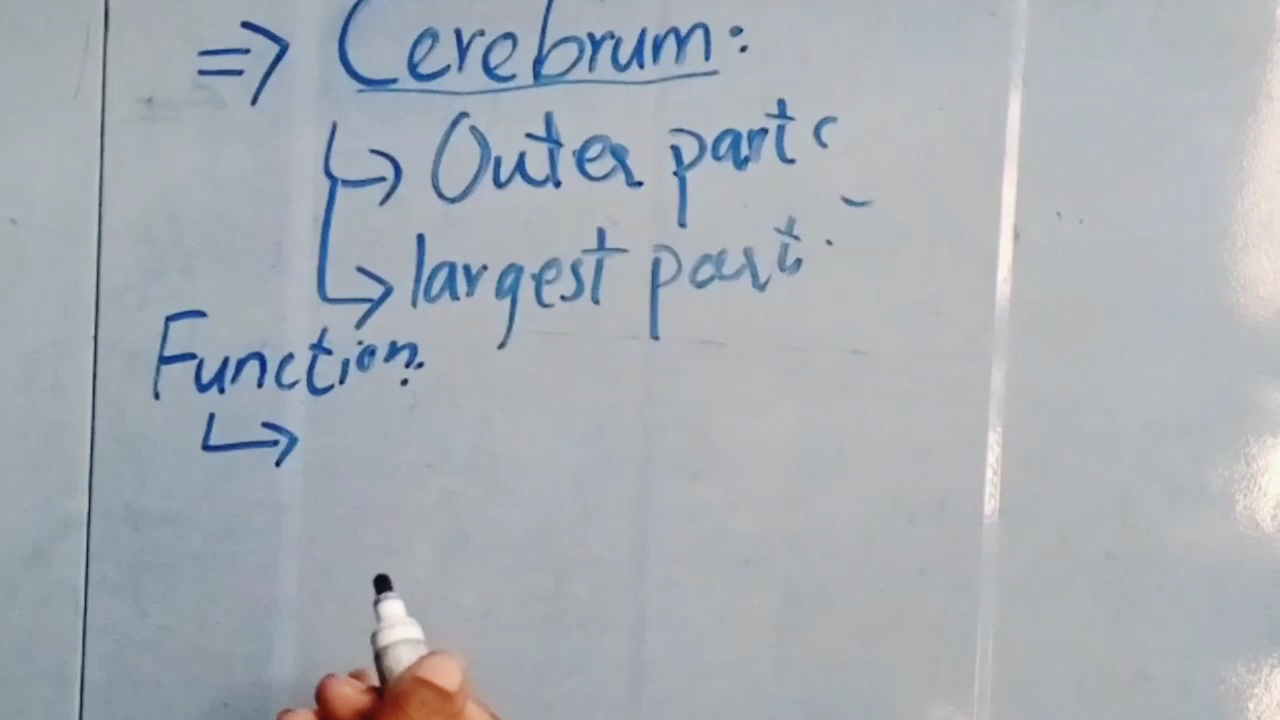 => Cerebrum:
↳ Outer part
↳ largest part
Function:
↳